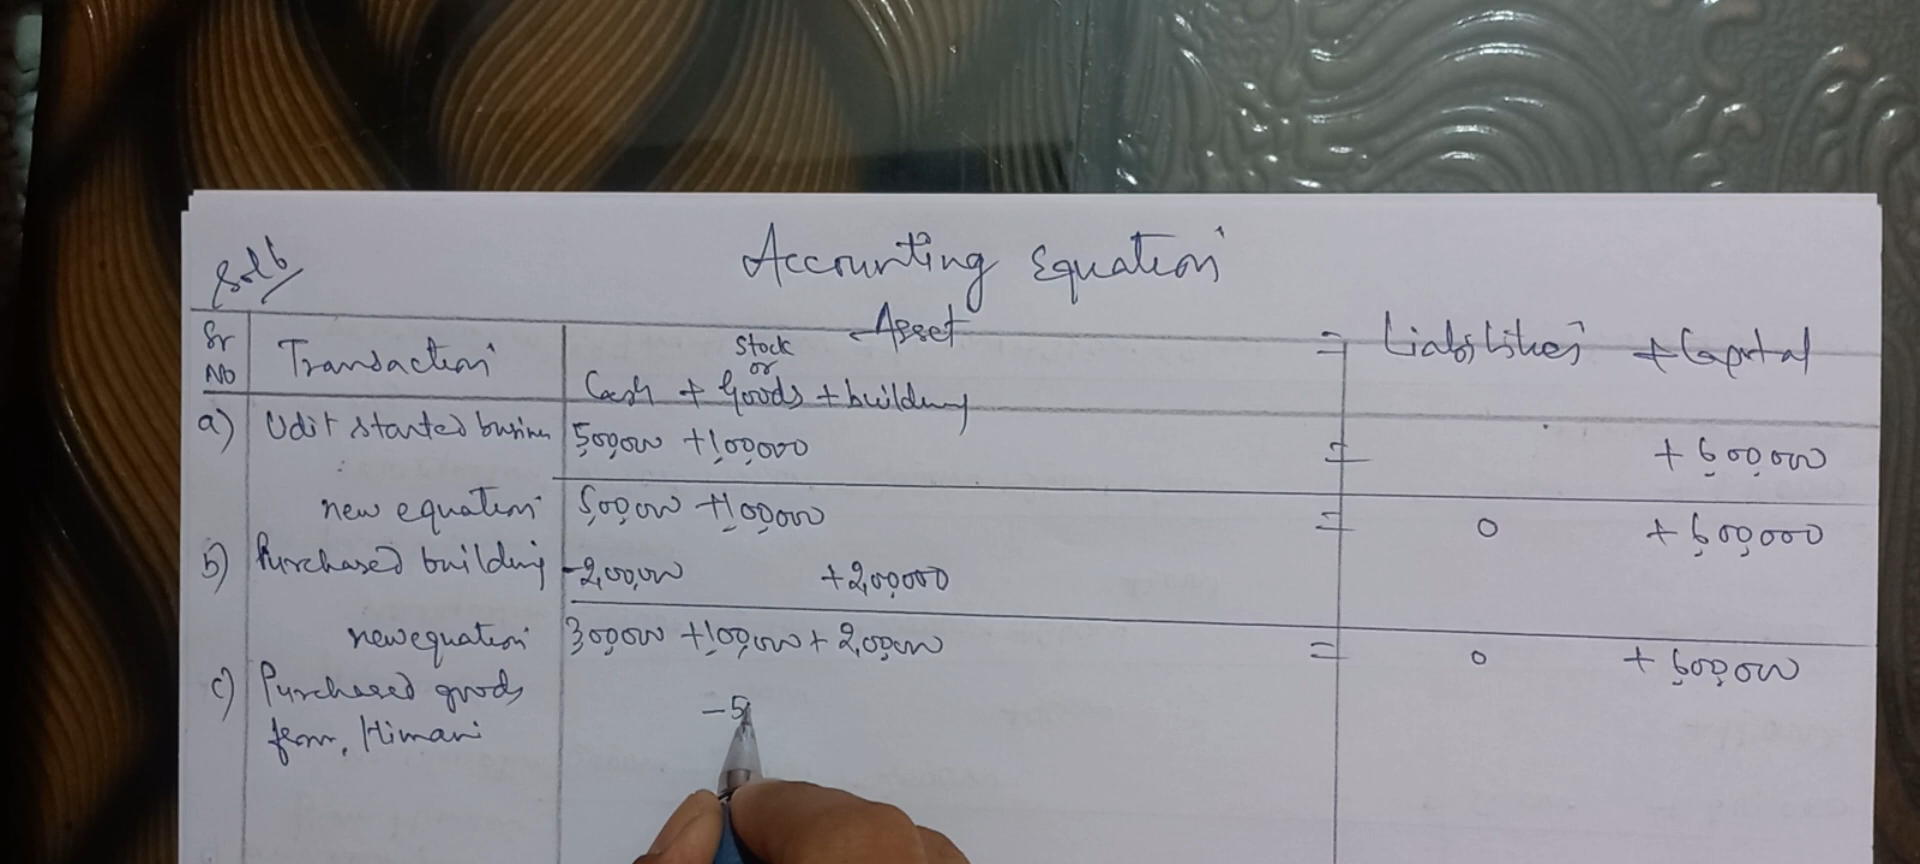 Sol 6
Accounting Equation
Sr No Transaction Asset = Liabilities + Capital
Stock
or
Cash + Goods + building
a) Udit started busines 5,00,000 +1,00,000 = + 6,00,000
new equation 5,00,000 +1,00,000 = 0 + 6,00,000
b) Purchased building -2,00,000 +2,00,000
new equation 3,00,000 +1,00,000 + 2,00,000 = 0 + 6,00,000
c) Purchased goods -5
from, Himani